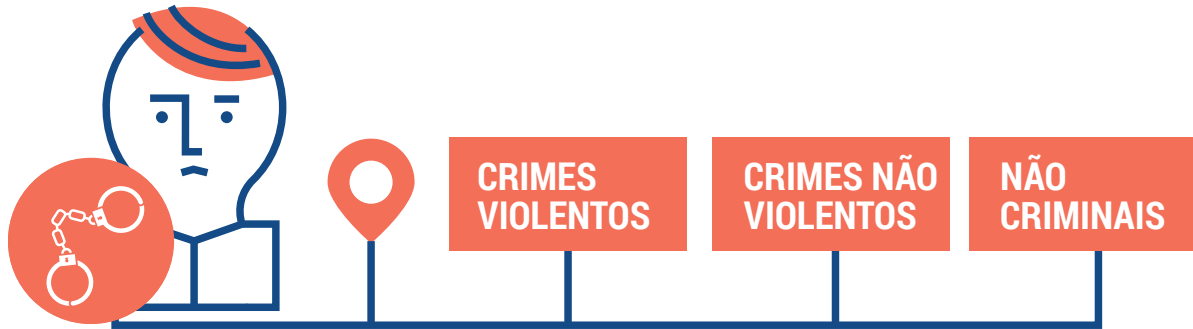 CRIMES
VIOLENTOS
CRIMES NÃO
VIOLENTOS
NÃO
CRIMINAIS